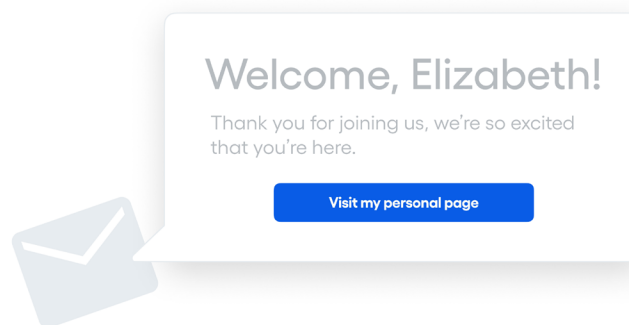 Welcome, Elizabeth!
Thank you for joining us, we're so excited
that you're here.
Visit my personal page